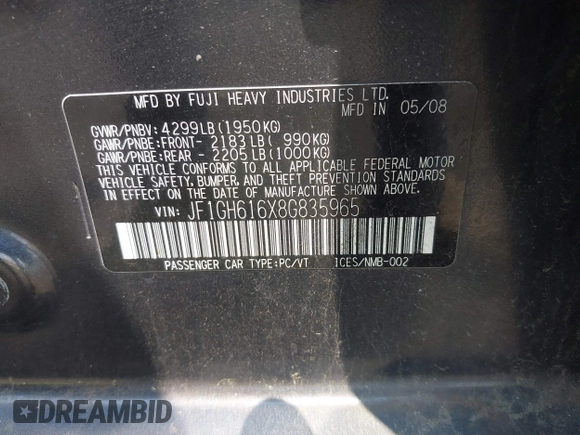 MFD BY FUJI HEAVY INDUSTRIES LTD.
MFD IN 05/08
GVWR/PNBV: 4299LB(1950KG)
GAWR/PNBE:FRONT- 2183LB( 990KG)
GAWR/PNBE:REAR - 2205LB(1000KG)
THIS VEHICLE CONFORMS TO ALL APPLICABLE FEDERAL MOTOR
VEHICLE SAFETY, BUMPER, AND THEFT PREVENTION STANDARDS
IN EFFECT ON THE DATE OF MANUFACTURE SHOWN ABOVE.
VIN: JF1GH616X8G835965
PASSENGER CAR TYPE:PC/VT ICES/NMB-002
DREAMBID